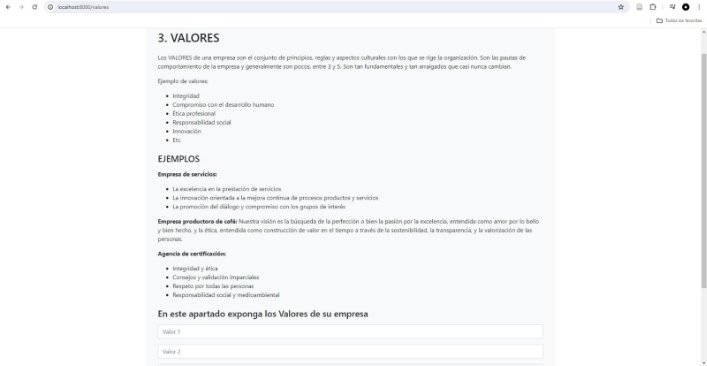 localhost:8000/valores
Todos los favoritos
3. VALORES
Los VALORES de una empresa son el conjunto de principios, reglas y aspectos culturales con los que se rige la organización. Son las pautas de
comportamiento de la empresa y generalmente son pocos, entre 3 y 5. Son tan fundamentales y tan arraigados que casi nunca cambian.
Ejemplo de valores:
Integridad
Compromiso con el desarrollo humano
Ética profesional
Responsabilidad social
Innovación
Etc.
EJEMPLOS
Empresa de servicios:
La excelencia en la prestación de servicios
La innovación orientada a la mejora continua de procesos productos y servicios
La promoción del diálogo y compromiso con los grupos de interés
Empresa productora de café: Nuestra visión es la búsqueda de la perfección o bien la pasión por la excelencia, entendida como amor por lo bello
y bien hecho, y la ética, entendida como construcción de valor en el tiempo a través de la sostenibilidad, la transparencia, y la valorización de las
personas.
Agencia de certificación:
Integridad y ética
Consejos y validación imparciales
Respeto por todas las personas
Responsabilidad social y medioambiental
En este apartado exponga los Valores de su empresa
Valor 1
Valor 2